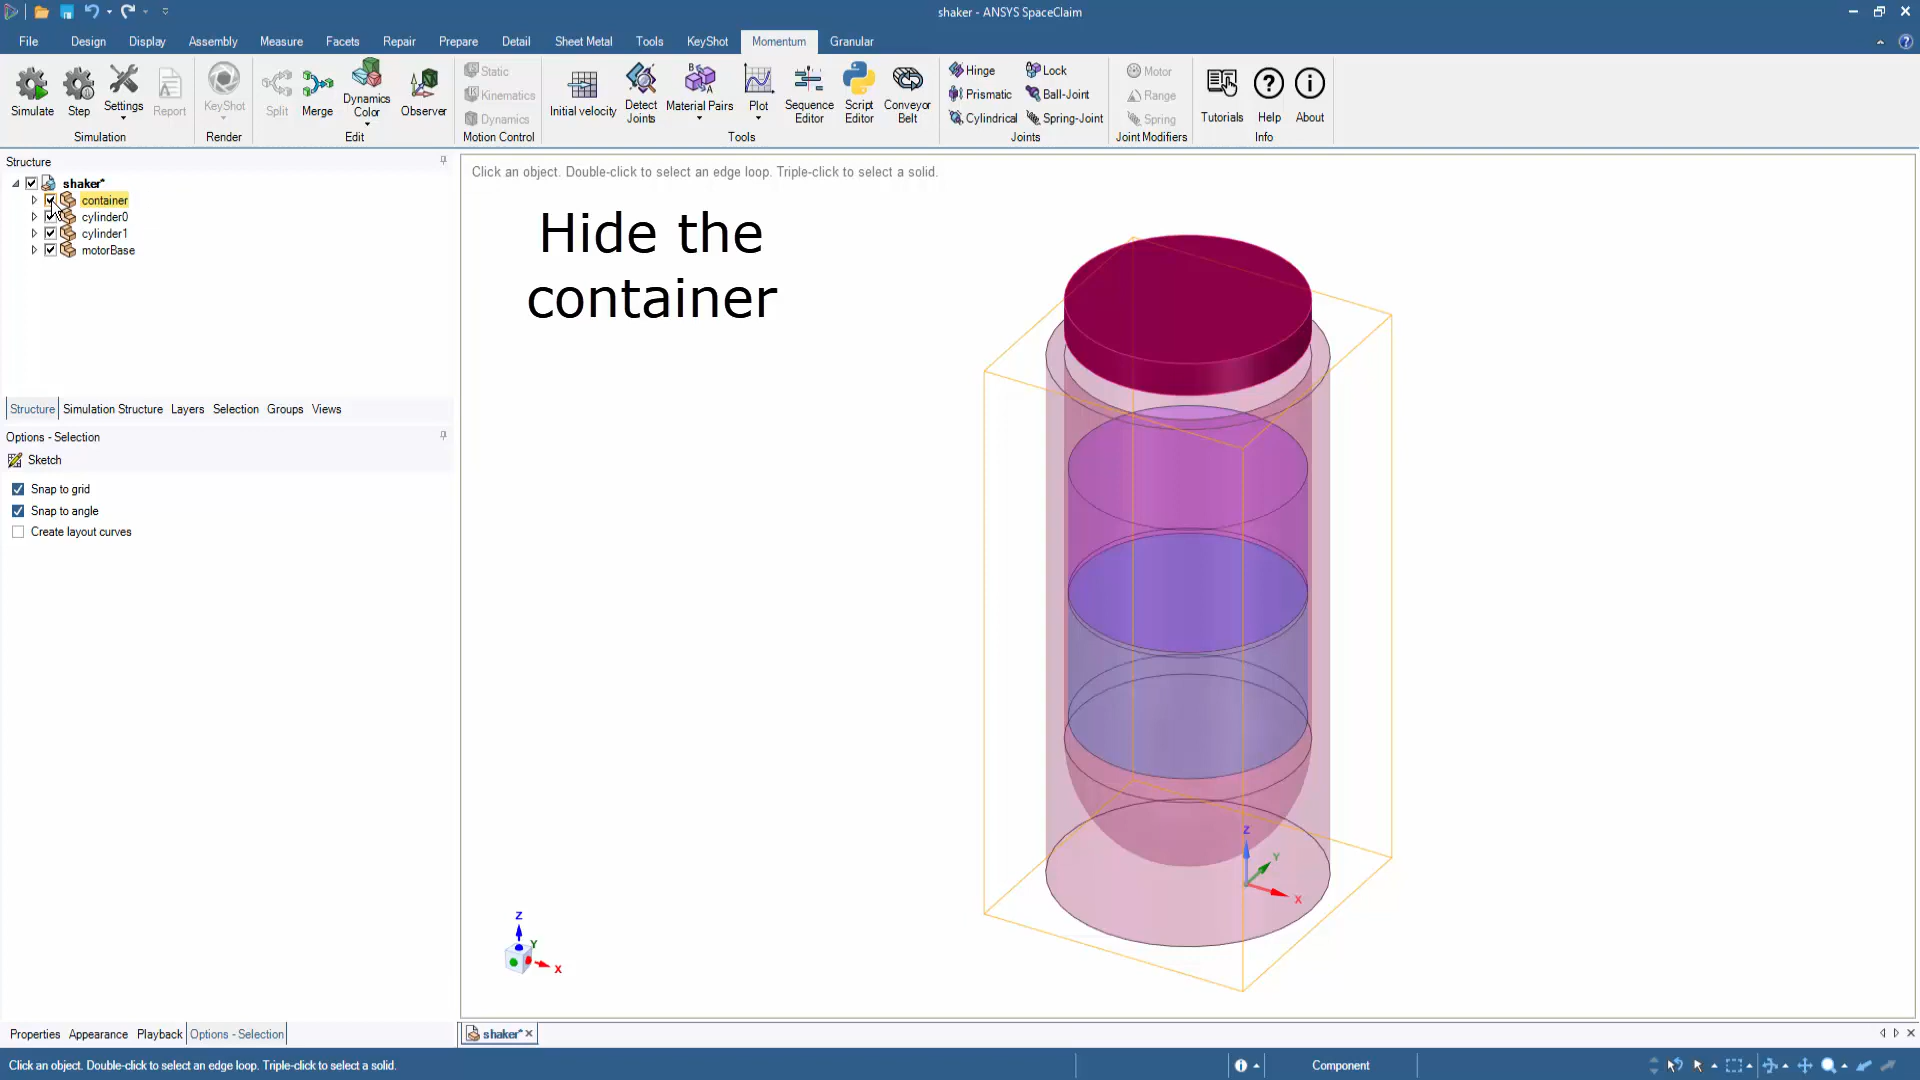 shaker - ANSYS SpaceClaim
File Design Display Assembly Measure Facets Repair Prepare Detail Sheet Metal Tools KeyShot Momentum Granular
Simulate Step Settings Report KeyShot Split Merge Dynamics Color Observer
Static
Kinematics
Dynamics
Initial velocity Detect Joints Material Pairs Plot Sequence Editor Script Editor Conveyor Belt
Hinge Lock
Prismatic Ball-Joint
Cylindrical Spring-Joint
Motor
Range
Spring
Tutorials Help About
Simulation Render Edit Motion Control Tools Joints Joint Modifiers Info
Structure
shaker*
container
cylinder0
cylinder1
motorBase
Structure Simulation Structure Layers Selection Groups Views
Options - Selection
Sketch
Snap to grid
Snap to angle
Create layout curves
Properties Appearance Playback Options - Selection
Click an object. Double-click to select an edge loop. Triple-click to select a solid.
Hide the
container
Z
Y
X
Z
Y
X
shaker*
Click an object. Double-click to select an edge loop. Triple-click to select a solid.
Component